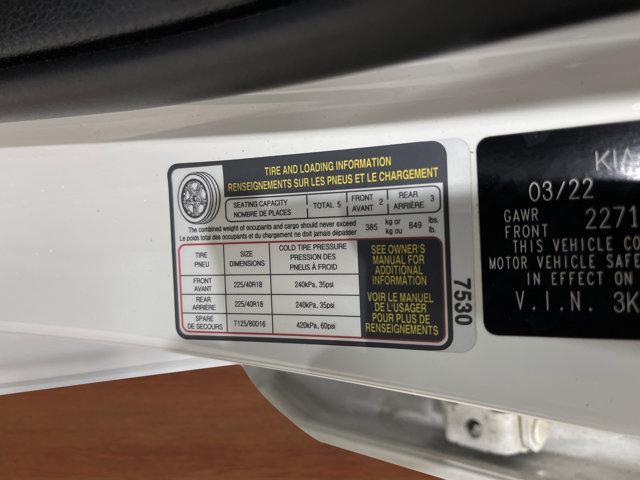 TIRE AND LOADING INFORMATION
RENSEIGNEMENTS SUR LES PNEUS ET LE CHARGEMENT
SEATING CAPACITY
NOMBRE DE PLACES
TOTAL 5
FRONT
AVANT 2
REAR
ARRIÈRE 3
The combined weight of occupants and cargo should never exceed
Le poids total des occupants et du chargement ne doit jamais dépasser
385 kg or
kg ou
849 lbs.
lb.
TIRE
PNEU
SIZE
DIMENSIONS
COLD TIRE PRESSURE
PRESSION DES
PNEUS À FROID
FRONT
AVANT
225/40R18
240kPa, 35psi
REAR
ARRIÈRE
225/40R18
240kPa, 35psi
SPARE
DE SECOURS
T125/80D16
420kPa, 60psi
SEE OWNER'S
MANUAL FOR
ADDITIONAL
INFORMATION
VOIR LE MANUEL
DE L'USAGER
POUR PLUS DE
RENSEIGNEMENTS
7530
KIA
03/22
GAWR
FRONT 2271
THIS VEHICLE CO
MOTOR VEHICLE SAFE
IN EFFECT ON
V.I.N. 3K